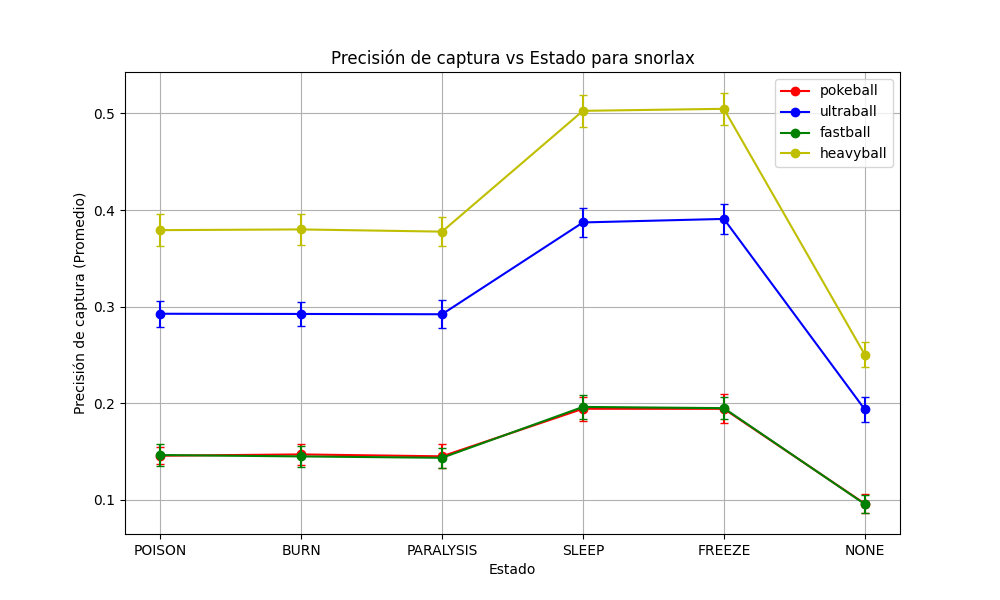 Precisión de captura vs Estado para snorlax
pokeball
ultraball
fastball
heavyball
Precisión de captura (Promedio)
0.5
0.4
0.3
0.2
0.1
POISON BURN PARALYSIS SLEEP FREEZE NONE
Estado